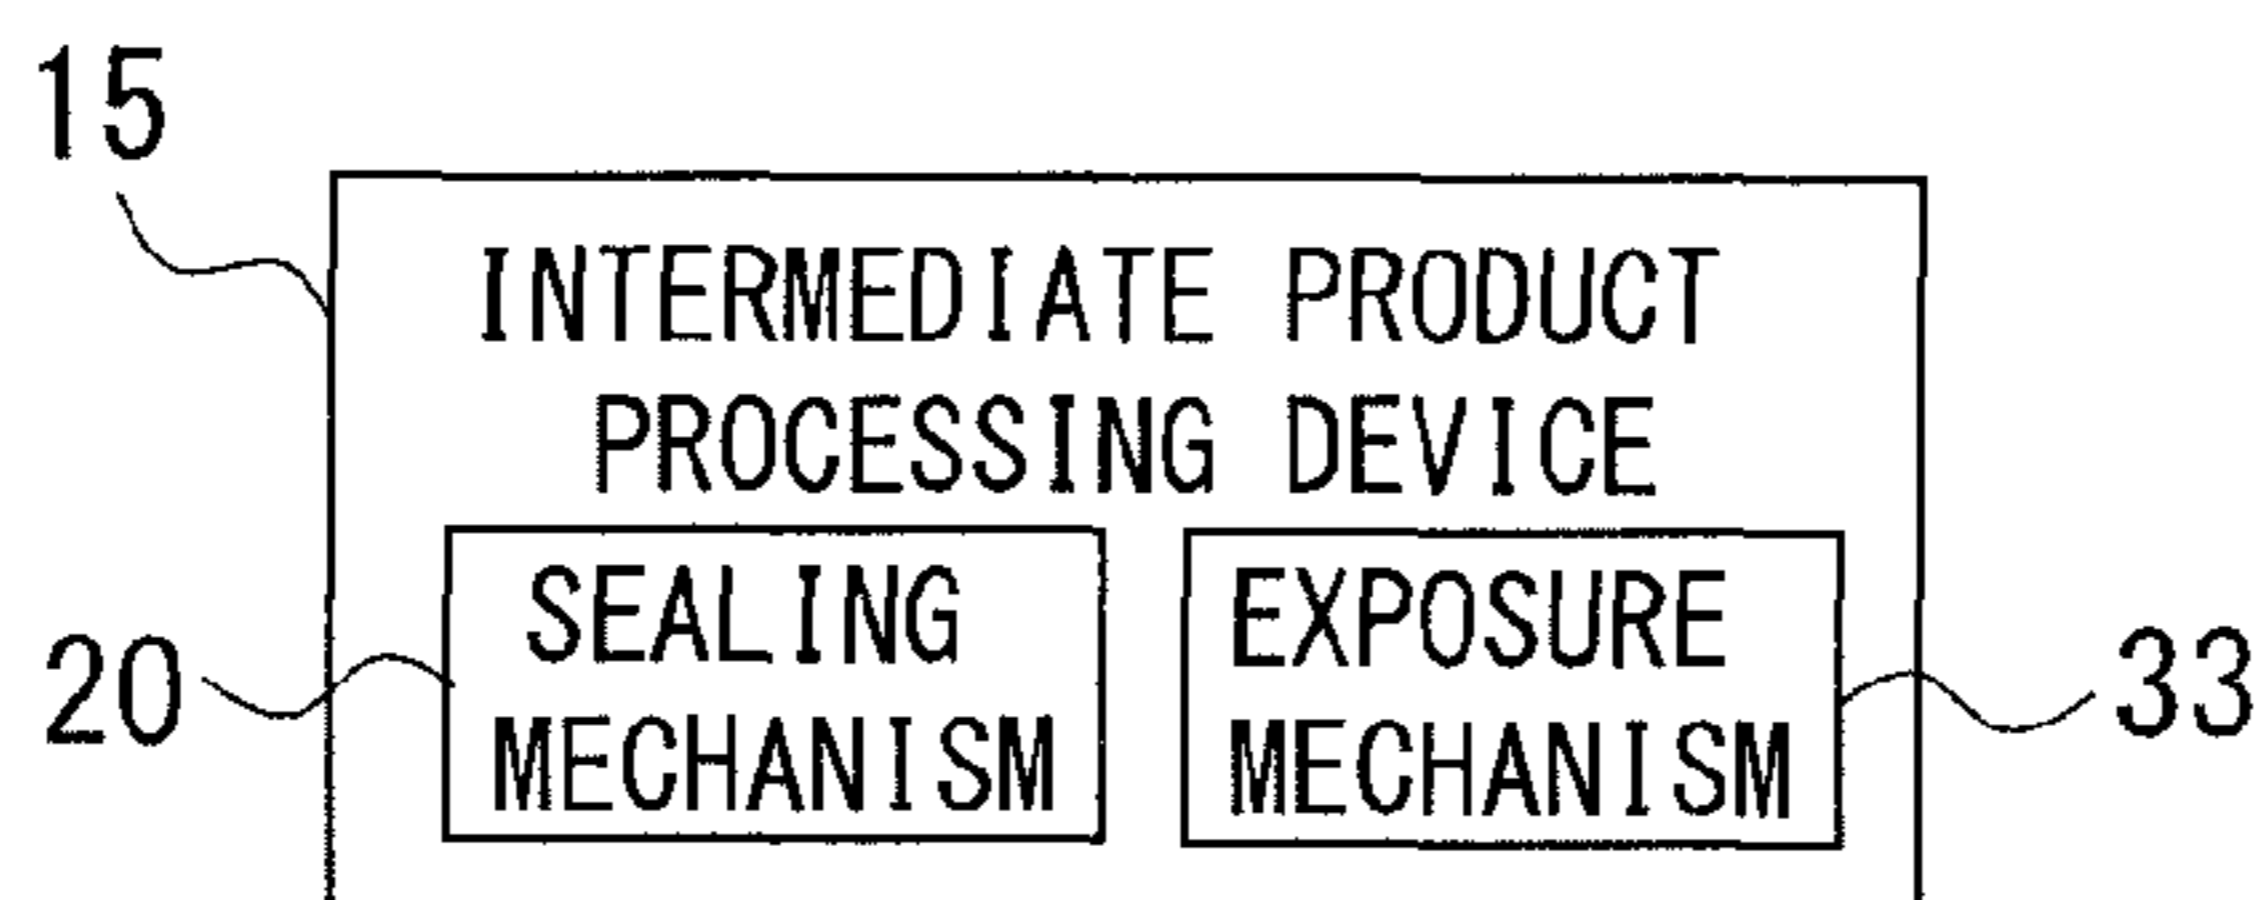 15
INTERMEDIATE PRODUCT
PROCESSING DEVICE
SEALING
MECHANISM
20
EXPOSURE
MECHANISM
33